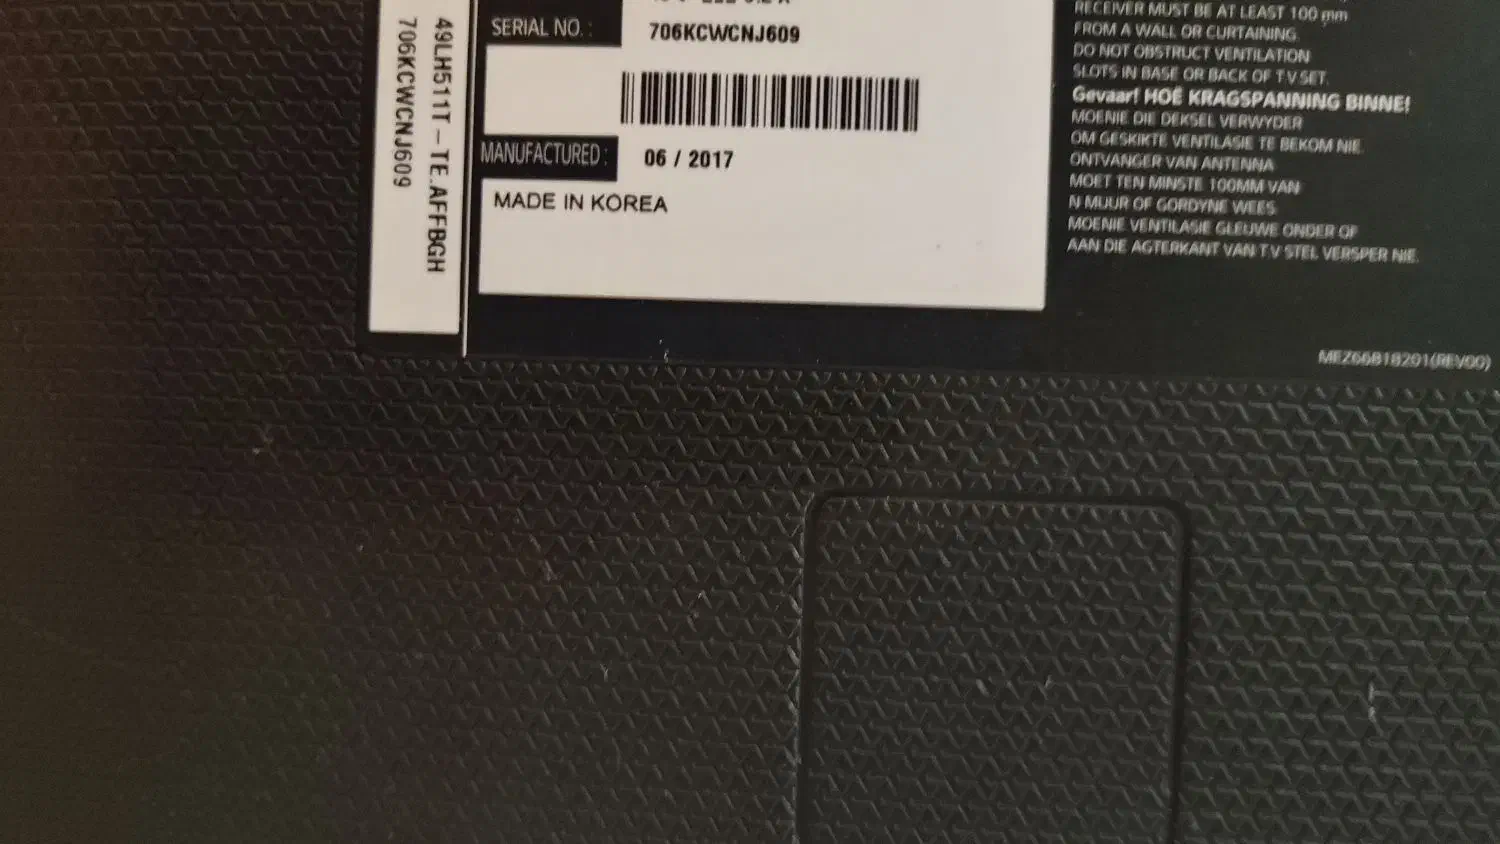 49LH511T-TE.AFFBGH
706KCWCNJ609
SERIAL NO. :
706KCWCNJ609
MANUFACTURED :
06 / 2017
MADE IN KOREA
RECEIVER MUST BE AT LEAST 100 mm
FROM A WALL OR CURTAINING.
DO NOT OBSTRUCT VENTILATION
SLOTS IN BASE OR BACK OF TV SET.
Gevaar! HOË KRAGSPANNING BINNE!
MOENIE DIE DEKSEL VERWYDER
OM GESKIKTE VENTILASIE TE BEKOM NIE.
ONTVANGER VAN ANTENNA
MOET TEN MINSTE 100MM VAN
N MUUR OF GORDYNE WEES.
MOENIE VENTILASIE GLEUWE ONDER OF
AAN DIE AGTERKANT VAN T.V STEL VERSPER NIE.
MEZ66818201(REV00)